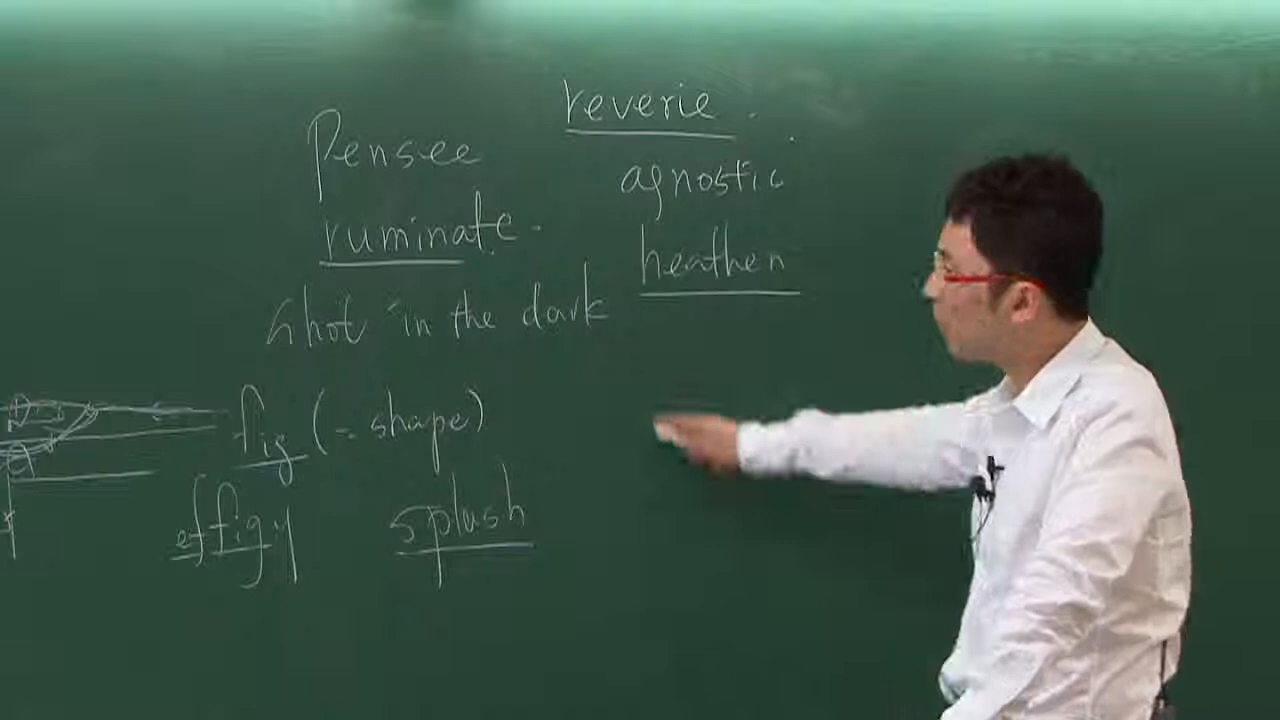 reverie.
Pensee
agnostic
ruminate.
heathen
shot in the dark
fig (= shape)
effigy
splash